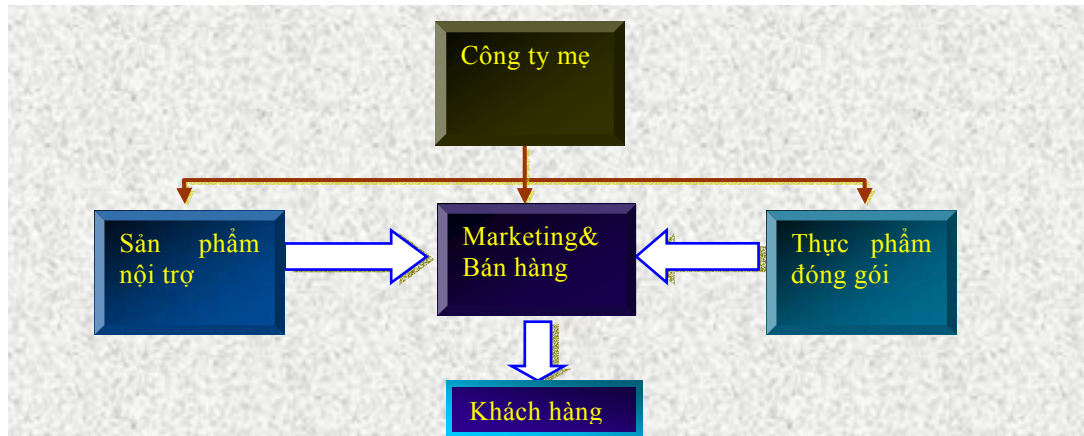 Công ty mẹ
Sản phẩm
nội trợ
Marketing&
Bán hàng
Thực phẩm
đóng gói
Khách hàng